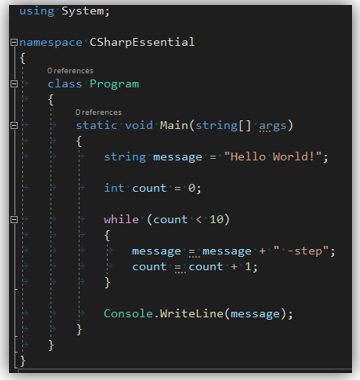 using System;
namespace CSharpEssential
{
0 references
class Program
{
0 references
static void Main(string[] args)
{
string message = "Hello World!";
int count = 0;
while (count < 10)
{
message = message + " -step";
count = count + 1;
}
Console.WriteLine(message);
}
}
}